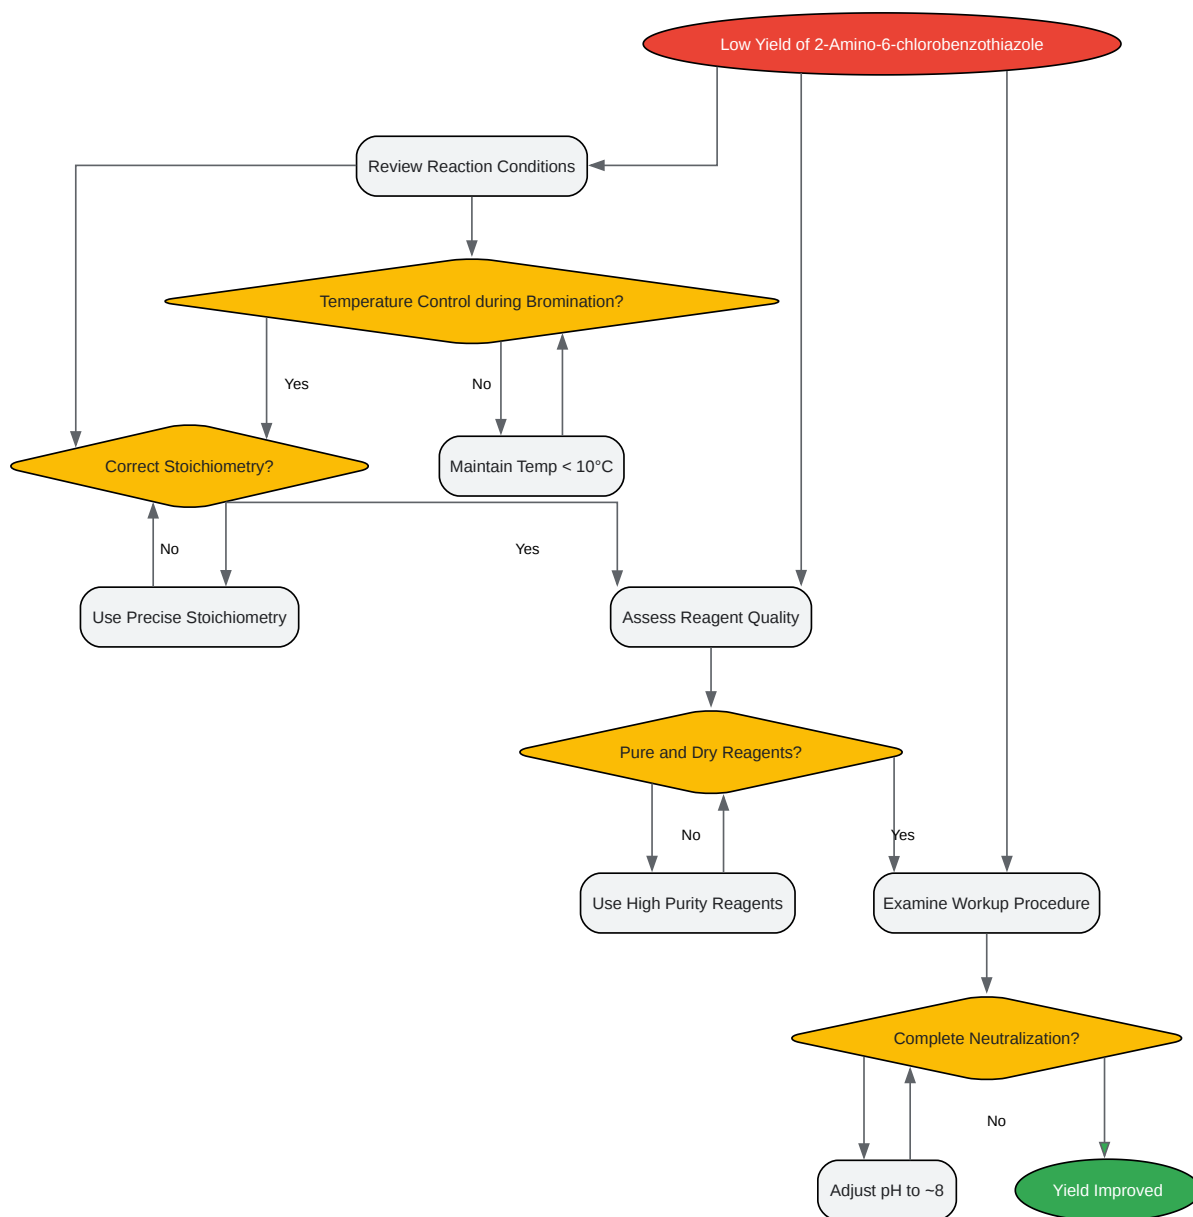 Low Yield of 2-Amino-6-chlorobenzothiazole
Review Reaction Conditions
Temperature Control during Bromination?
Yes
No
Correct Stoichiometry?
Maintain Temp < 10°C
No
Yes
Use Precise Stoichiometry
Assess Reagent Quality
Pure and Dry Reagents?
No
Yes
Use High Purity Reagents
Examine Workup Procedure
Complete Neutralization?
No
Adjust pH to ~8
Yield Improved